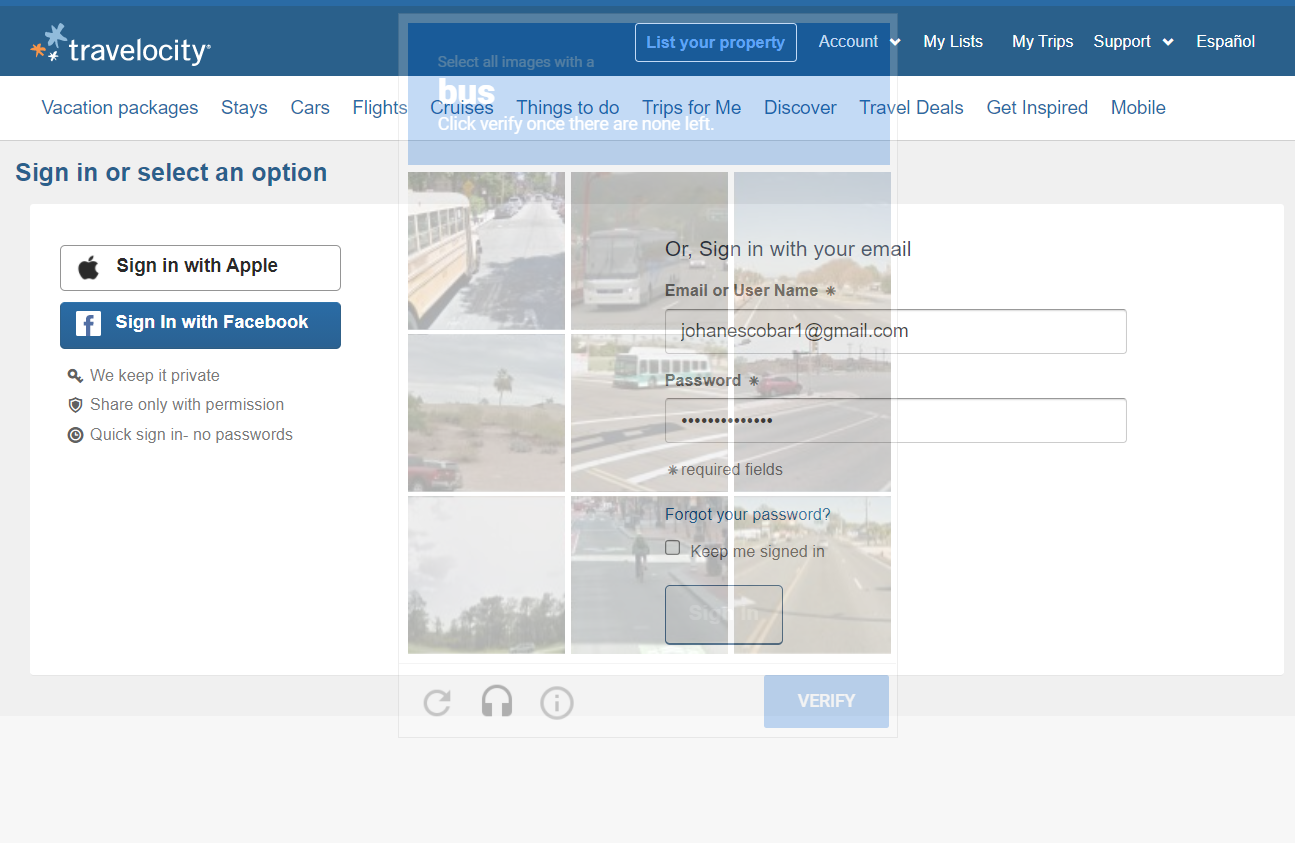 travelocity®
List your property
Account
My Lists
My Trips
Support
Español
Select all images with a
bus
Click verify once there are none left.
Vacation packages
Stays
Cars
Flights
Cruises
Things to do
Trips for Me
Discover
Travel Deals
Get Inspired
Mobile
Sign in or select an option
Sign in with Apple
f Sign In with Facebook
We keep it private
Share only with permission
Quick sign in- no passwords
Or, Sign in with your email
Email or User Name *
johanescobar1@gmail.com
Password *
••••••••••••••
* required fields
Forgot your password?
Keep me signed in
Sign In
VERIFY